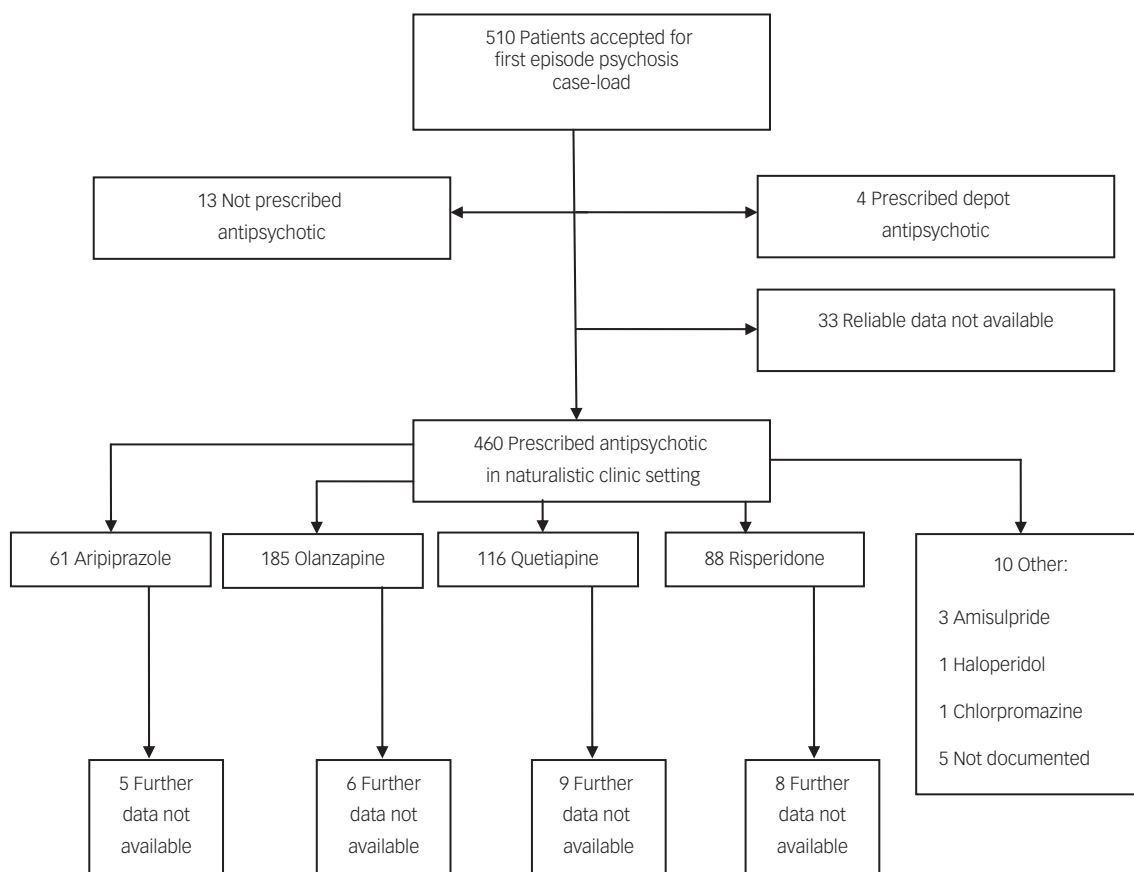 510 Patients accepted for
first episode psychosis
case-load
13 Not prescribed
antipsychotic
4 Prescribed depot
antipsychotic
33 Reliable data not available
460 Prescribed antipsychotic
in naturalistic clinic setting
61 Aripiprazole
185 Olanzapine
116 Quetiapine
88 Risperidone
10 Other:
3 Amisulpride
1 Haloperidol
1 Chlorpromazine
5 Not documented
5 Further
data not
available
6 Further
data not
available
9 Further
data not
available
8 Further
data not
available